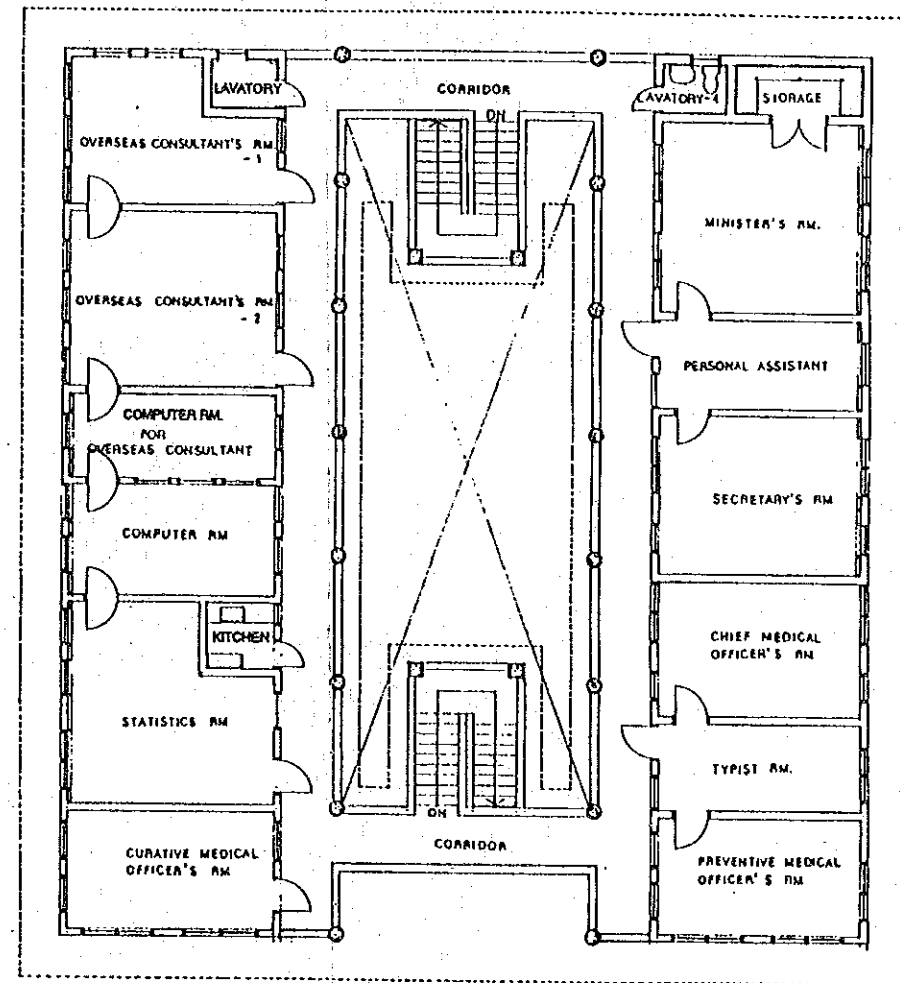 LAVATORY
CORRIDOR
DN
LAVATORY-4
STORAGE
OVERSEAS CONSULTANT'S RM
- 1
MINISTER'S RM.
OVERSEAS CONSULTANT'S RM
- 2
PERSONAL ASSISTANT
COMPUTER RM.
FOR
OVERSEAS CONSULTANT
SECRETARY'S RM
COMPUTER RM
KITCHEN
CHIEF MEDICAL
OFFICER'S RM
STATISTICS RM
TYPIST RM.
DN
CORRIDOR
CURATIVE MEDICAL
OFFICER'S RM
PREVENTIVE MEDICAL
OFFICER'S RM